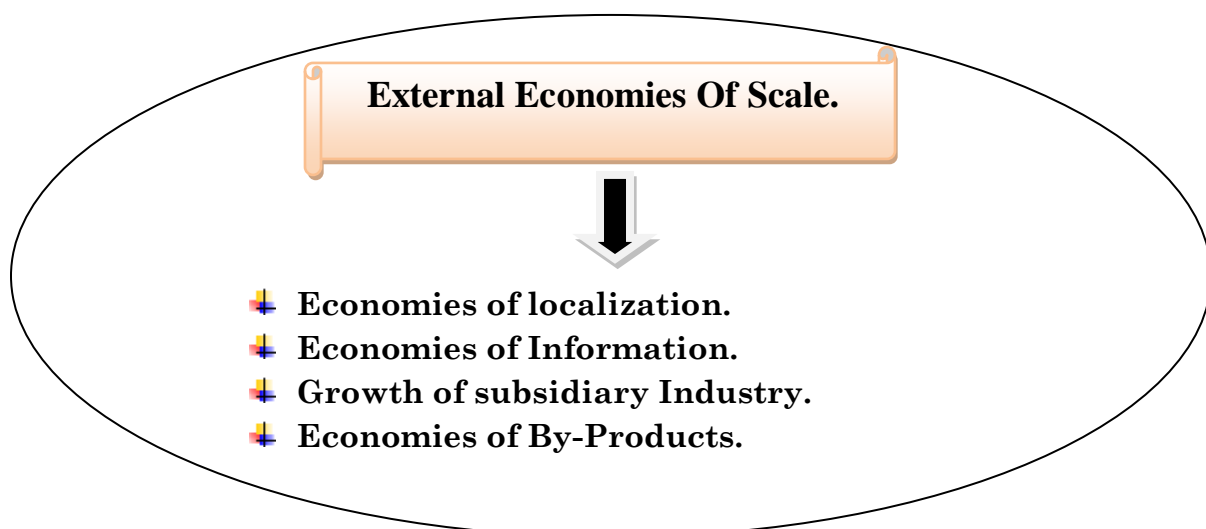 External Economies Of Scale.
Economies of localization.
Economies of Information.
Growth of subsidiary Industry.
Economies of By-Products.